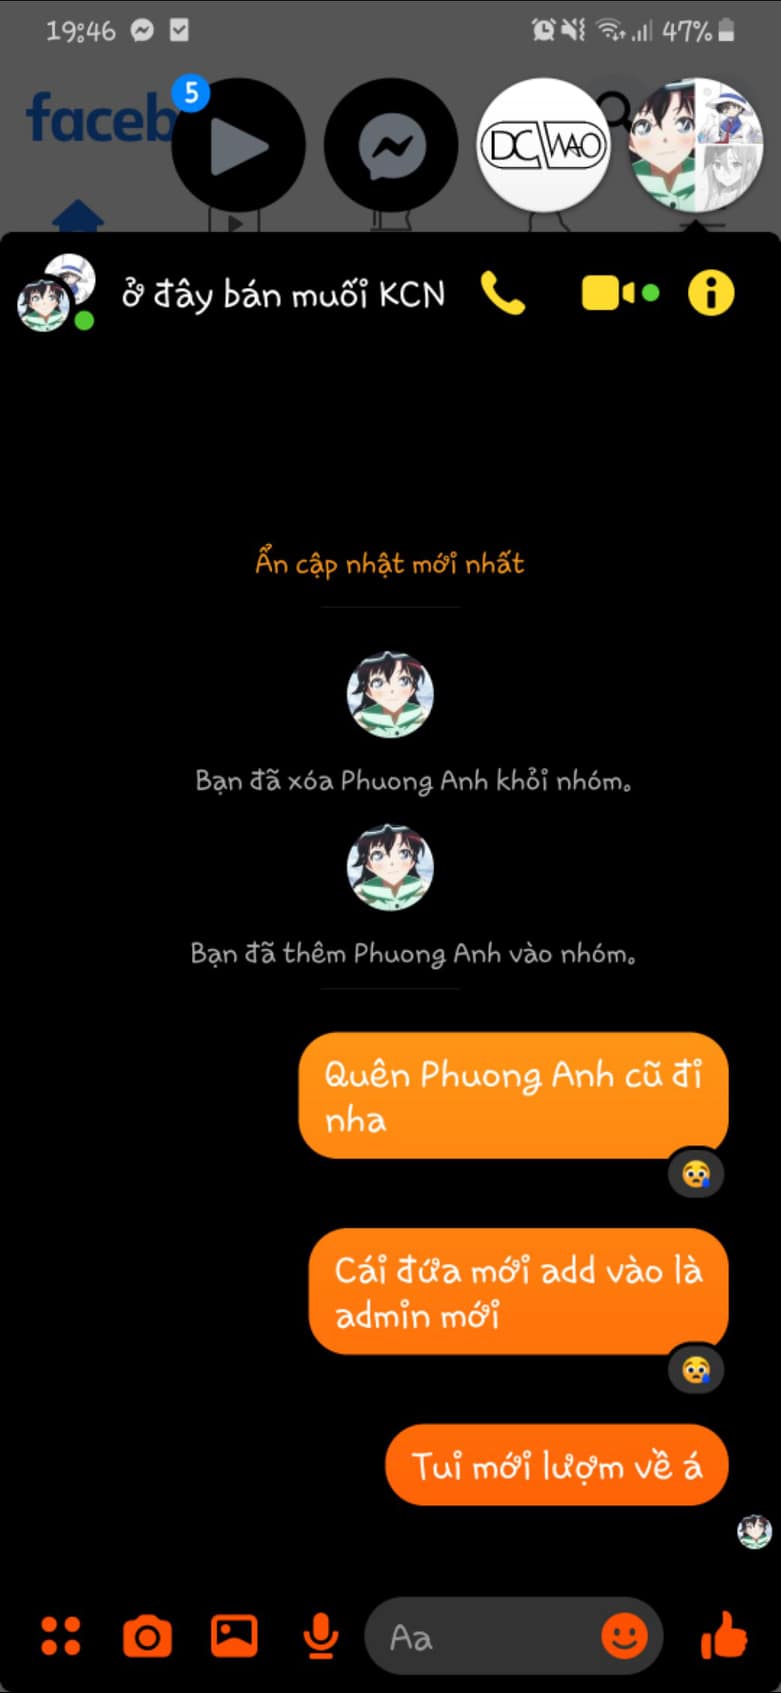 19:46
47%
faceb
5
DC WAO
ở đây bán muối KCN
Ẩn cập nhật mới nhất
Bạn đã xóa Phuong Anh khỏi nhóm.
Bạn đã thêm Phuong Anh vào nhóm.
Quên Phuong Anh cũ đi
nha
Cái đứa mới add vào là
admin mới
Tui mới lượm về á
Aa